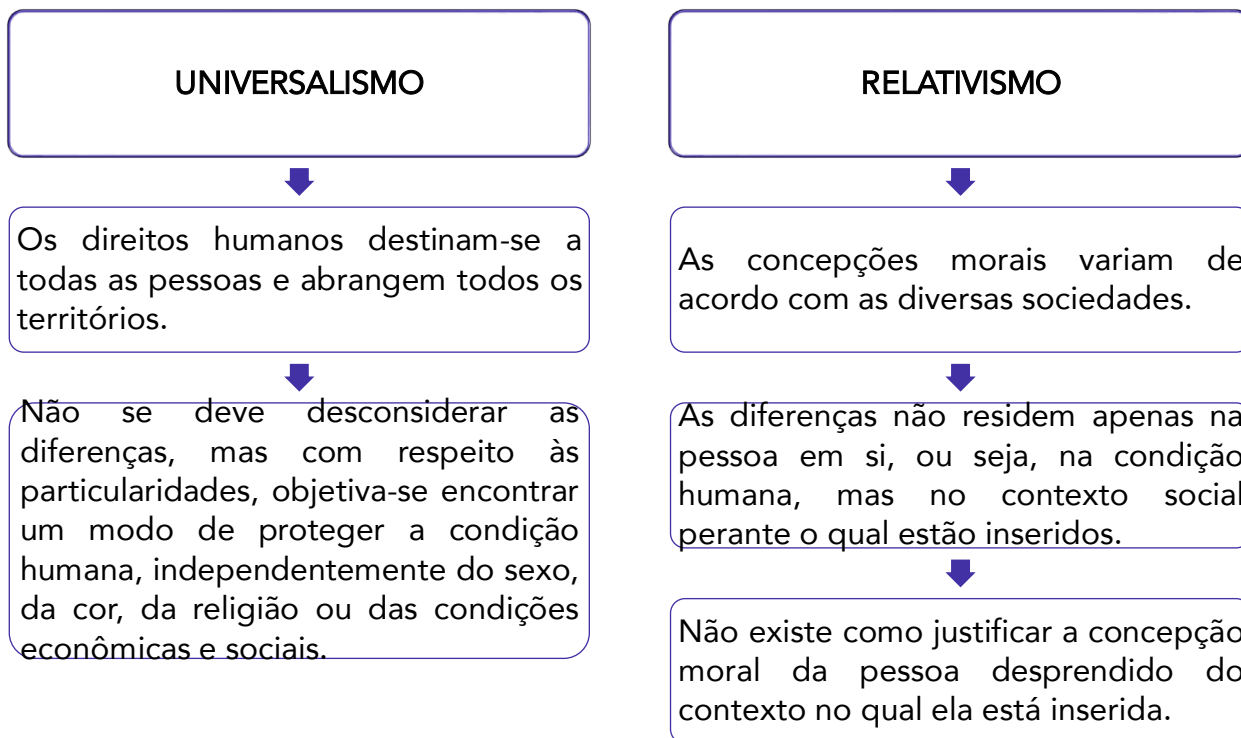 UNIVERSALISMO
Os direitos humanos destinam-se a
todas as pessoas e abrangem todos os
territórios.
Não se deve desconsiderar as
diferenças, mas com respeito às
particularidades, objetiva-se encontrar
um modo de proteger a condição
humana, independentemente do sexo,
da cor, da religião ou das condições
econômicas e sociais.
RELATIVISMO
As concepções morais variam de
acordo com as diversas sociedades.
As diferenças não residem apenas na
pessoa em si, ou seja, na condição
humana, mas no contexto social
perante o qual estão inseridos.
Não existe como justificar a concepção
moral da pessoa desprendido do
contexto no qual ela está inserida.